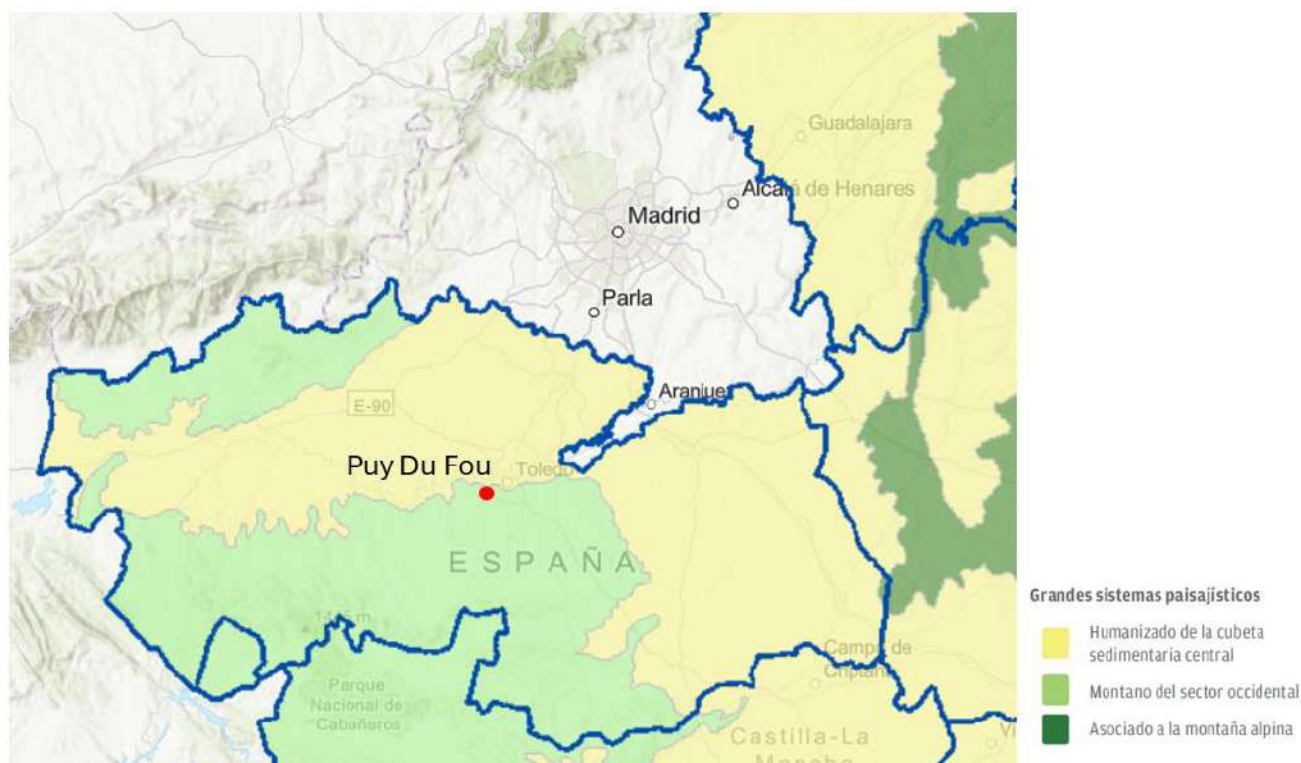 Guadalajara
Alcalá de Henares
Madrid
Parla
Aranjuez
E-90
Puy Du Fou
Toledo
ESPAÑA
Parque
Nacional de
Cabañeros
Campo de
Criptana
Castilla-La
Mancha
Grandes sistemas paisajísticos
Humanizado de la cubeta
sedimentaria central
Montano del sector occidental
Asociado a la montaña alpina